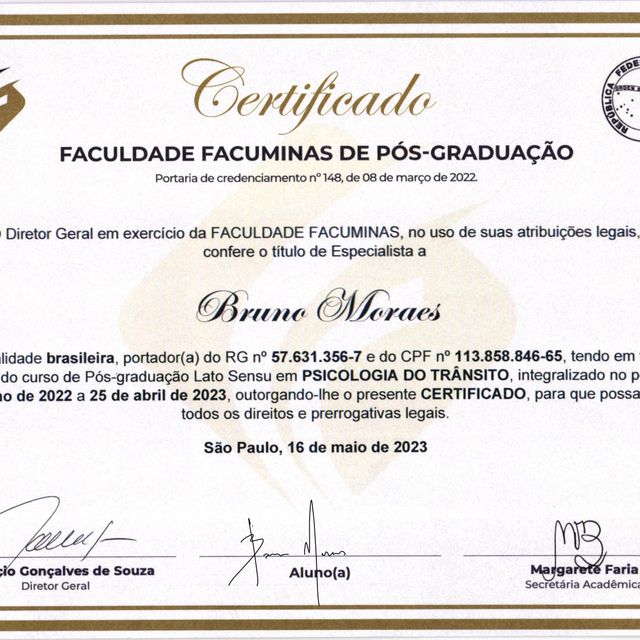 Certificado
FACULDADE FACUMINAS DE PÓS-GRADUAÇÃO
Portaria de credenciamento nº 148, de 08 de março de 2022.
REPÚBLICA FEDE
Diretor Geral em exercício da FACULDADE FACUMINAS, no uso de suas atribuições legais,
confere o título de Especialista a
Bruno Moraes
lidade brasileira, portador(a) do RG nº 57.631.356-7 e do CPF nº 113.858.846-65, tendo em
do curso de Pós-graduação Lato Sensu em PSICOLOGIA DO TRÂNSITO, integralizado no p
ho de 2022 a 25 de abril de 2023, outorgando-lhe o presente CERTIFICADO, para que possa
todos os direitos e prerrogativas legais.
São Paulo, 16 de maio de 2023
cio Gonçalves de Souza
Diretor Geral
Aluno(a)
Margarete Faria
Secretária Acadêmica